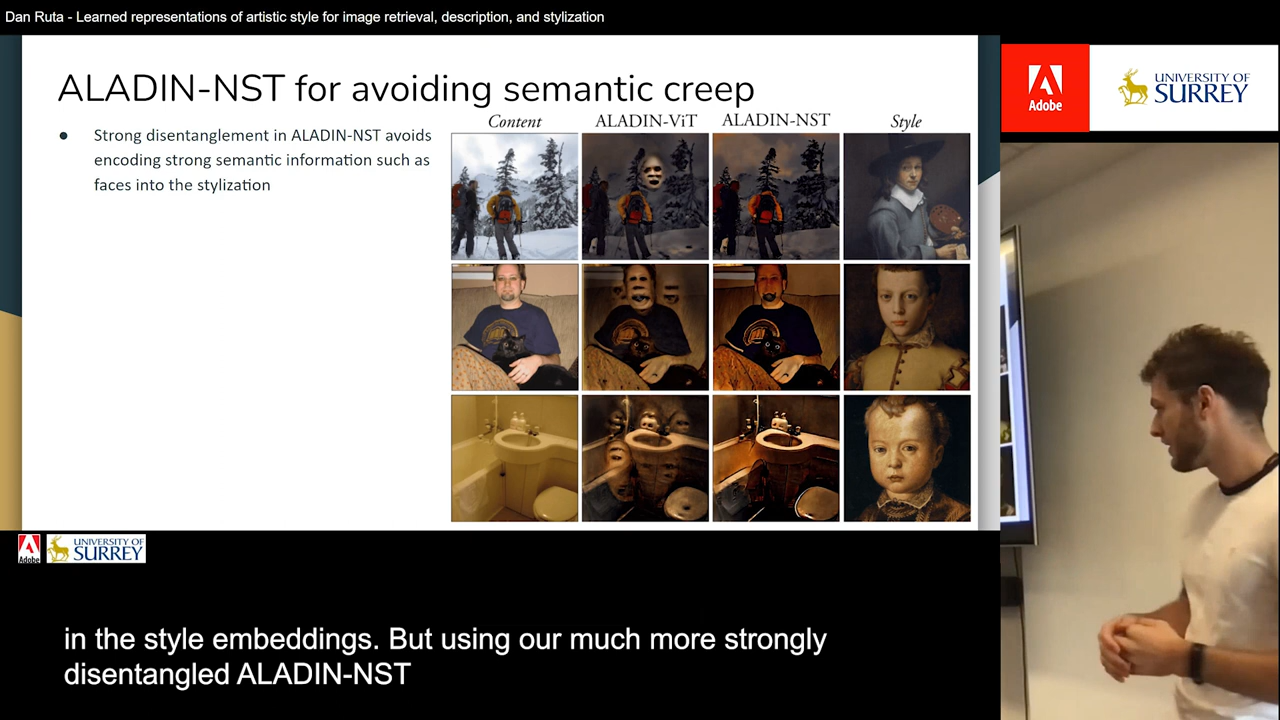 Dan Ruta - Learned representations of artistic style for image retrieval, description, and stylization
ALADIN-NST for avoiding semantic creep
● Strong disentanglement in ALADIN-NST avoids
encoding strong semantic information such as
faces into the stylization
Content ALADIN-ViT ALADIN-NST Style
Adobe
UNIVERSITY OF
SURREY
Adobe
UNIVERSITY OF
SURREY
in the style embeddings. But using our much more strongly
disentangled ALADIN-NST